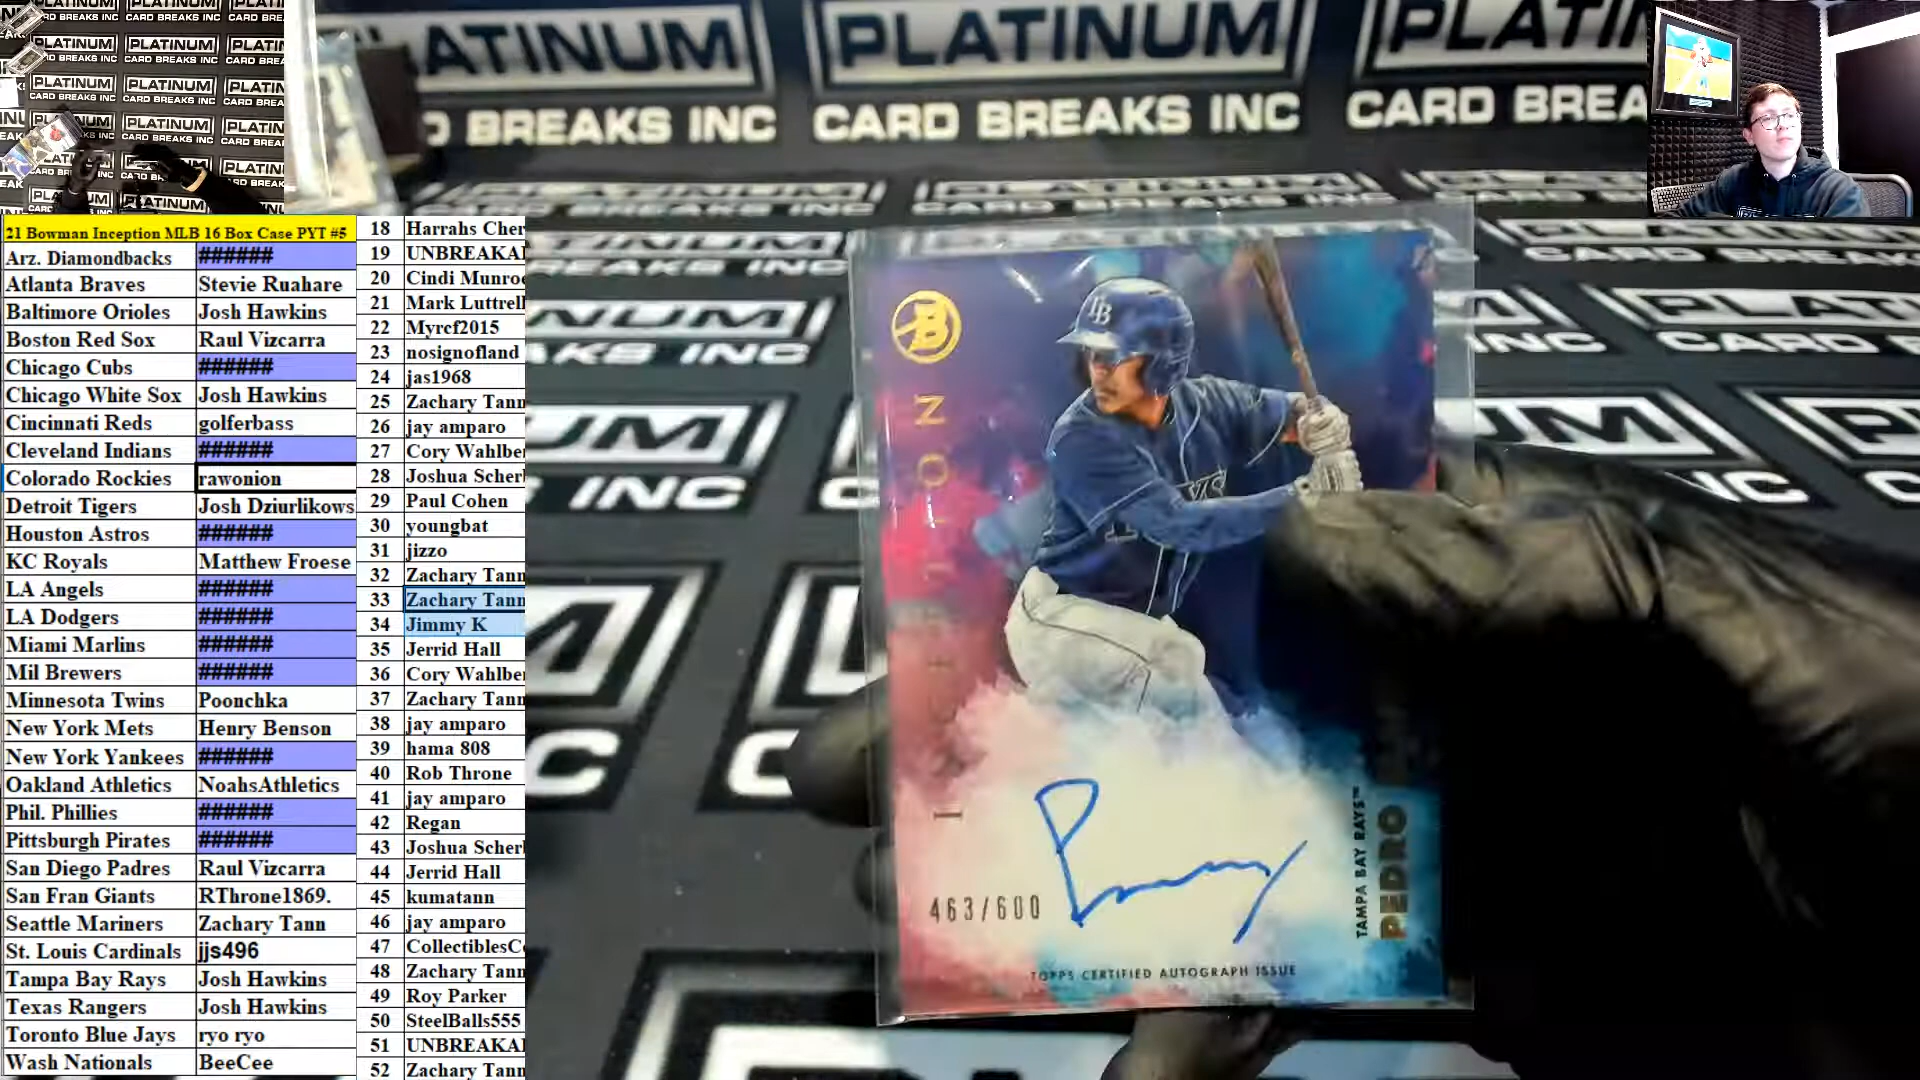 21 Bowman Inception MLB 16 Box Case PYT #5
Arz. Diamondbacks ######
Atlanta Braves Stevie Ruahare
Baltimore Orioles Josh Hawkins
Boston Red Sox Raul Vizcarra
Chicago Cubs ######
Chicago White Sox Josh Hawkins
Cincinnati Reds golferbass
Cleveland Indians ######
Colorado Rockies rawonion
Detroit Tigers Josh Dziurlikows
Houston Astros ######
KC Royals Matthew Froese
LA Angels ######
LA Dodgers ######
Miami Marlins ######
Mil Brewers ######
Minnesota Twins Poonchka
New York Mets Henry Benson
New York Yankees ######
Oakland Athletics NoahsAthletics
Phil. Phillies ######
Pittsburgh Pirates ######
San Diego Padres Raul Vizcarra
San Fran Giants RThrone1869.
Seattle Mariners Zachary Tann
St. Louis Cardinals jjs496
Tampa Bay Rays Josh Hawkins
Texas Rangers Josh Hawkins
Toronto Blue Jays ryo ryo
Wash Nationals BeeCee
18 Harrahs Cher
19 UNBREAKA
20 Cindi Munro
21 Mark Luttrell
22 Myrcf2015
23 nosignofland
24 jas1968
25 Zachary Tann
26 jay amparo
27 Cory Wahlbe
28 Joshua Scher
29 Paul Cohen
30 youngbat
31 jizzo
32 Zachary Tann
33 Zachary Tann
34 Jimmy K
35 Jerrid Hall
36 Cory Wahlbe
37 Zachary Tann
38 jay amparo
39 hama 808
40 Rob Throne
41 jay amparo
42 Regan
43 Joshua Scher
44 Jerrid Hall
45 kumatann
46 jay amparo
47 CollectiblesC
48 Zachary Tann
49 Roy Parker
50 SteelBalls555
51 UNBREAKA
52 Zachary Tann
PLATINUM
CARD BREAKS INC
B
TB
463/600
TAMPA BAY RAYS™
PEDRO
TOPPS CERTIFIED AUTOGRAPH ISSUE